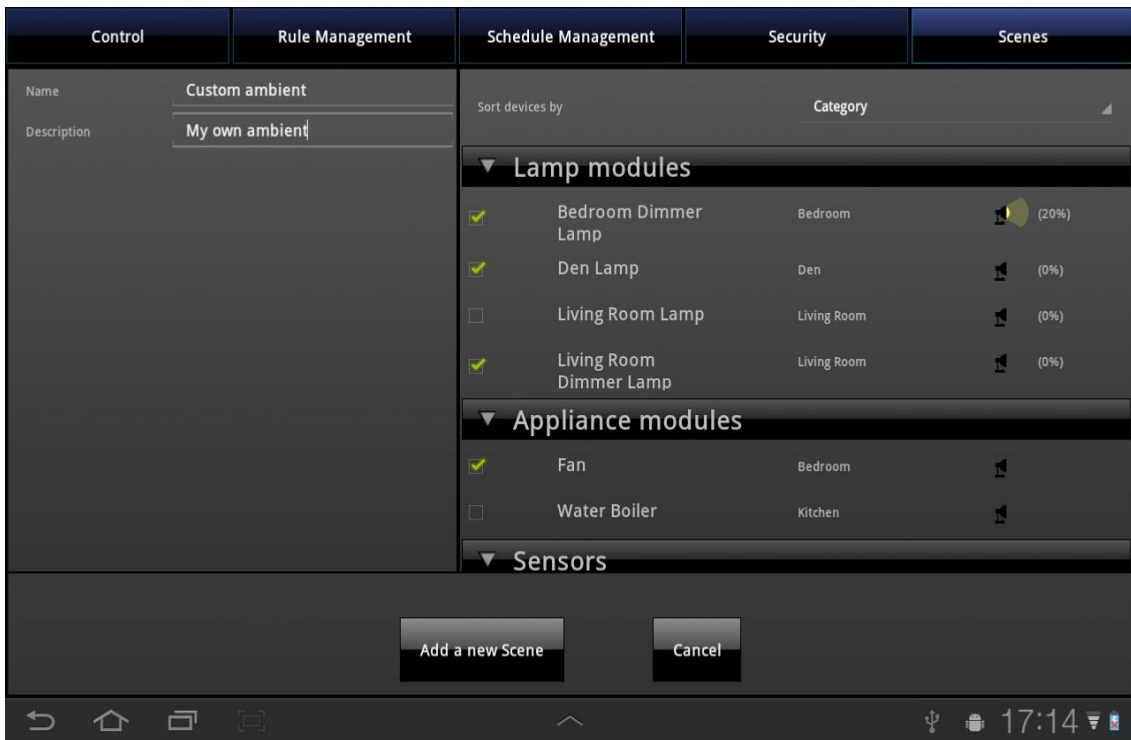 Control Rule Management Schedule Management Security Scenes
Name Custom ambient
Description My own ambient
Sort devices by Category
Lamp modules
Bedroom Dimmer
Lamp Bedroom (20%)
Den Lamp Den (0%)
Living Room Lamp Living Room (0%)
Living Room
Dimmer Lamp Living Room (0%)
Appliance modules
Fan Bedroom
Water Boiler Kitchen
Sensors
Add a new Scene Cancel
17:14